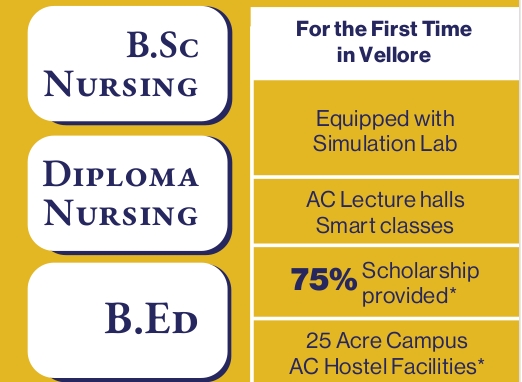 B.Sc
Nursing
Diploma
Nursing
B.Ed
For the First Time
in Vellore
Equipped with
Simulation Lab
AC Lecture halls
Smart classes
75% Scholarship
provided*
25 Acre Campus
AC Hostel Facilities*